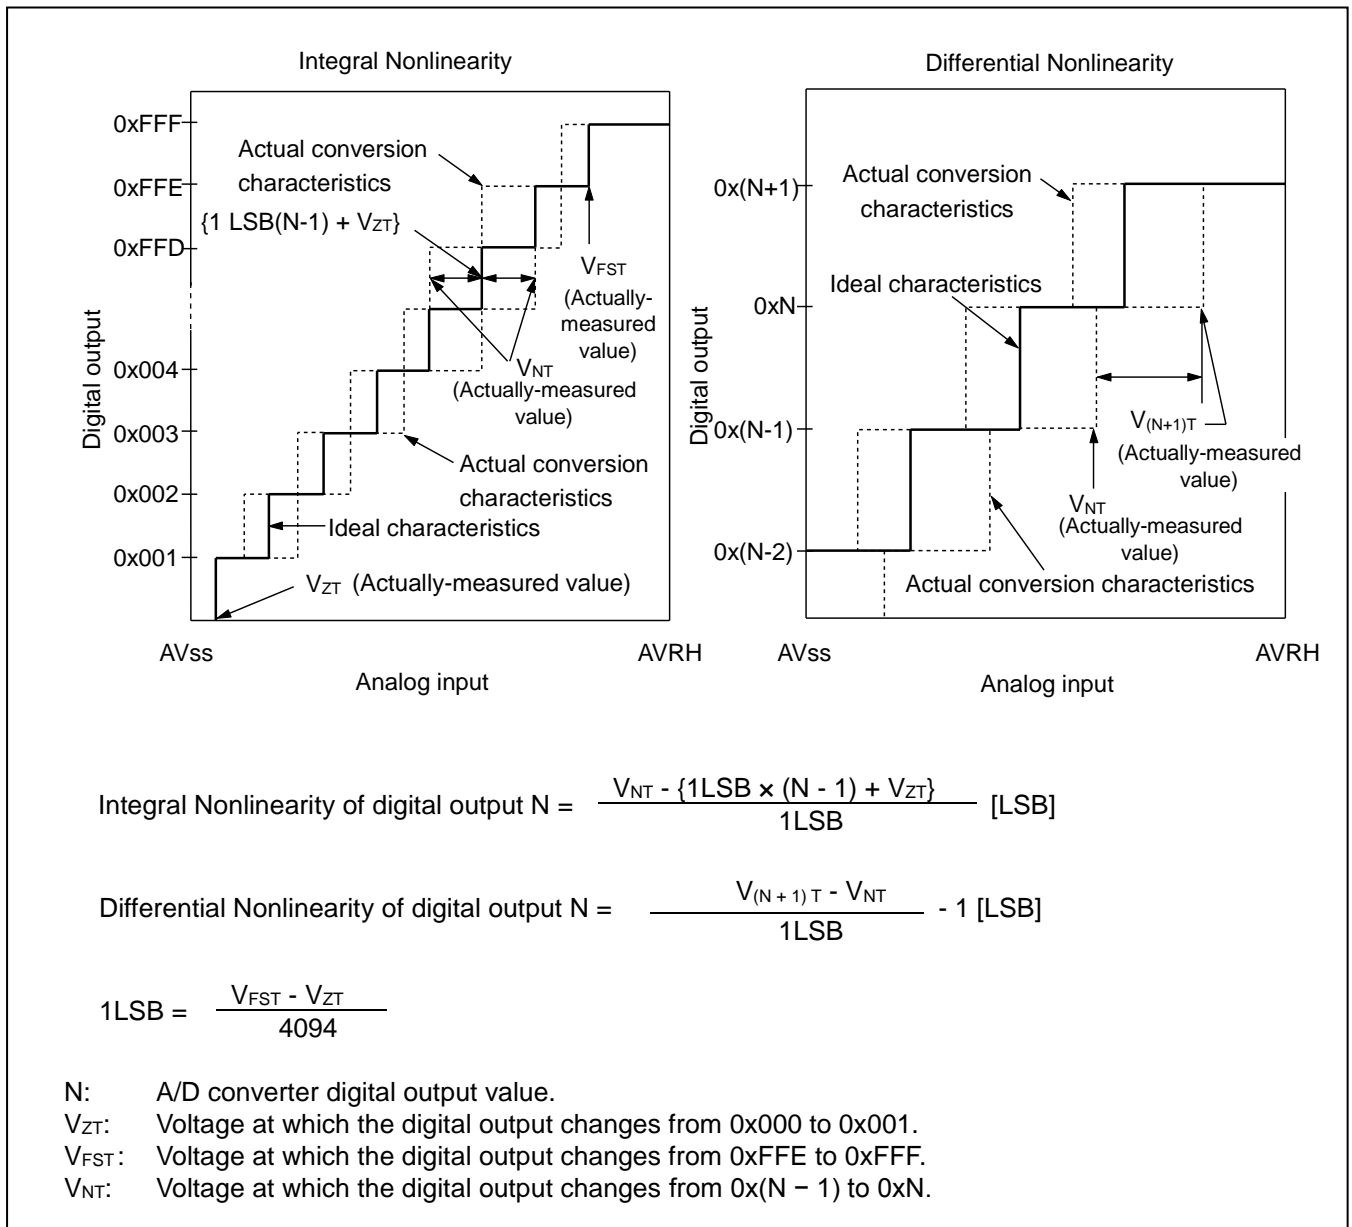 Integral Nonlinearity
0xFFF
0xFFE
0xFFD
0x004
0x003
0x002
0x001
Digital output
Actual conversion
characteristics
{1 LSB(N-1) + VZT}
VFST
(Actually-
measured
value)
VNT
(Actually-measured
value)
Actual conversion
characteristics
Ideal characteristics
VZT (Actually-measured value)
AVss
AVRH
Analog input
Differential Nonlinearity
0x(N+1)
0xN
0x(N-1)
0x(N-2)
Digital output
Actual conversion
characteristics
Ideal characteristics
V(N+1)T
(Actually-measured
value)
VNT
(Actually-measured
value)
Actual conversion characteristics
AVss
AVRH
Analog input
Integral Nonlinearity of digital output N =
VNT - {1LSB × (N - 1) + VZT}
1LSB
[LSB]
Differential Nonlinearity of digital output N =
V(N + 1) T - VNT
1LSB
- 1 [LSB]
1LSB =
VFST - VZT
4094
N: A/D converter digital output value.
VZT: Voltage at which the digital output changes from 0x000 to 0x001.
VFST: Voltage at which the digital output changes from 0xFFE to 0xFFF.
VNT: Voltage at which the digital output changes from 0x(N − 1) to 0xN.